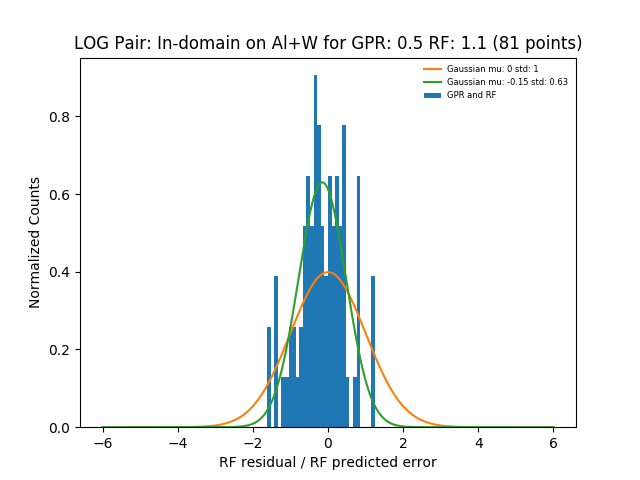 LOG Pair: In-domain on Al+W for GPR: 0.5 RF: 1.1 (81 points)
Gaussian mu: 0 std: 1
Gaussian mu: -0.15 std: 0.63
GPR and RF
Normalized Counts
0.8
0.6
0.4
0.2
0.0
−6
−4
−2
0
2
4
6
RF residual / RF predicted error